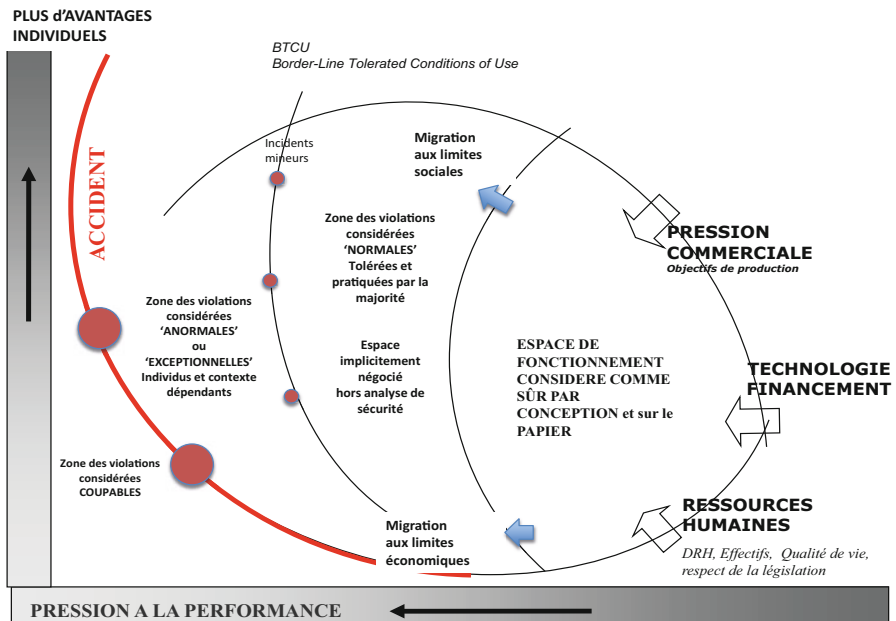 PLUS d'AVANTAGES
INDIVIDUELS
BTCU
Border-Line Tolerated Conditions of Use
ACCIDENT
Incidents
mineurs
Migration
aux limites
sociales
Zone des violations
considérées
'NORMALES'
Tolérées et
pratiquées par la
majorité
PRESSION
COMMERCIALE
Objectifs de production
Zone des violations
considérées
'ANORMALES'
ou
'EXCEPTIONNELLES'
Individus et contexte
dépendants
Espace
implicitement
négocié
hors analyse de
sécurité
ESPACE DE
FONCTIONNEMENT
CONSIDERE COMME
SÛR PAR
CONCEPTION et sur le
PAPIER
TECHNOLOGIE
FINANCEMENT
Zone des violations
considérées
COUPABLES
Migration
aux limites
économiques
RESSOURCES
HUMAINES
DRH, Effectifs, Qualité de vie,
respect de la législation
PRESSION A LA PERFORMANCE